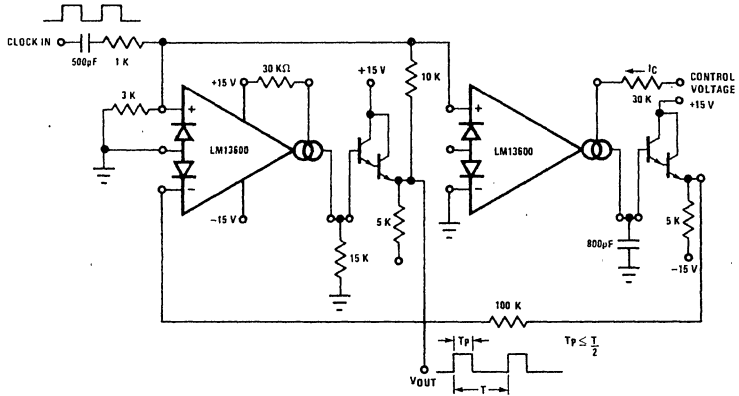 CLOCK IN
500pF
1 K
3 K
+15 V
30 KΩ
+
LM13600
−
−15 V
+15 V
10 K
5 K
15 K
+
LM13600
−
IC
CONTROL
VOLTAGE
30 K
+15 V
800pF
5 K
−15 V
100 K
VOUT
TP
T
TP ≤ T/2